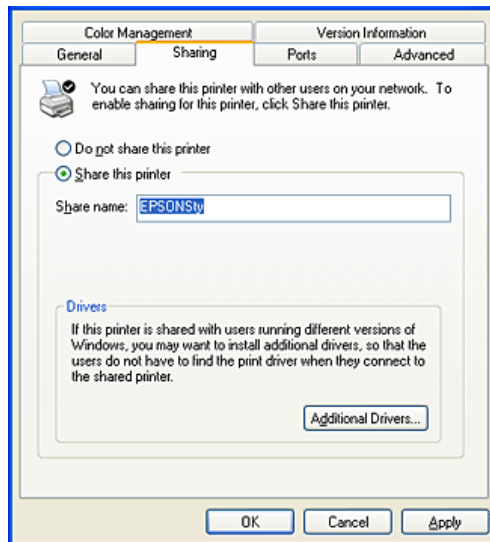 Color Management
Version Information
General
Sharing
Ports
Advanced
You can share this printer with other users on your network. To
enable sharing for this printer, click Share this printer.
Do not share this printer
Share this printer
Share name: EPSONSty
Drivers
If this printer is shared with users running different versions of
Windows, you may want to install additional drivers, so that the
users do not have to find the print driver when they connect to
the shared printer.
Additional Drivers...
OK
Cancel
Apply